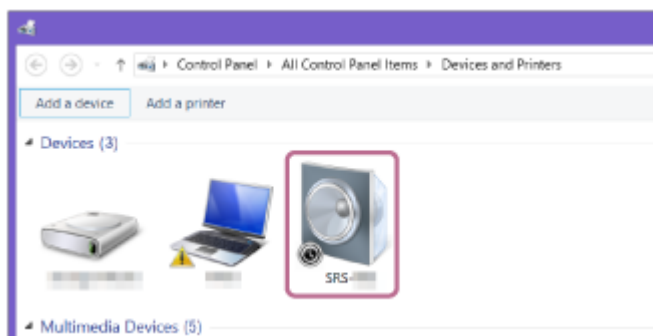 Control Panel ▸ All Control Panel Items ▸ Devices and Printers
Add a device Add a printer
Devices (3)
SRS-
Multimedia Devices (5)